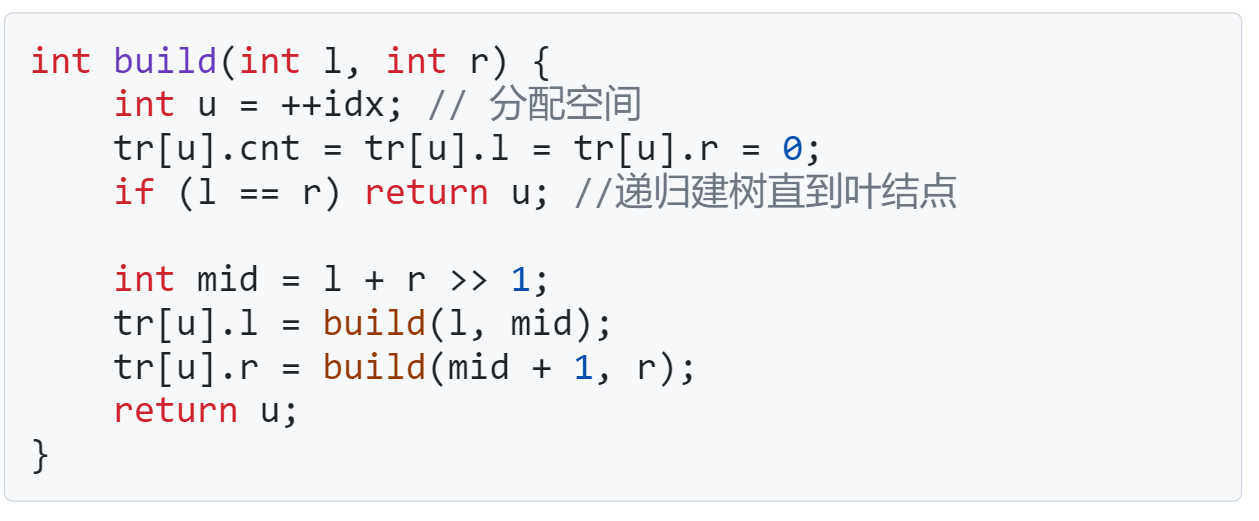 int build(int l, int r) {
    int u = ++idx; // 分配空间
    tr[u].cnt = tr[u].l = tr[u].r = 0;
    if (l == r) return u; //递归建树直到叶结点

    int mid = l + r >> 1;
    tr[u].l = build(l, mid);
    tr[u].r = build(mid + 1, r);
    return u;
}